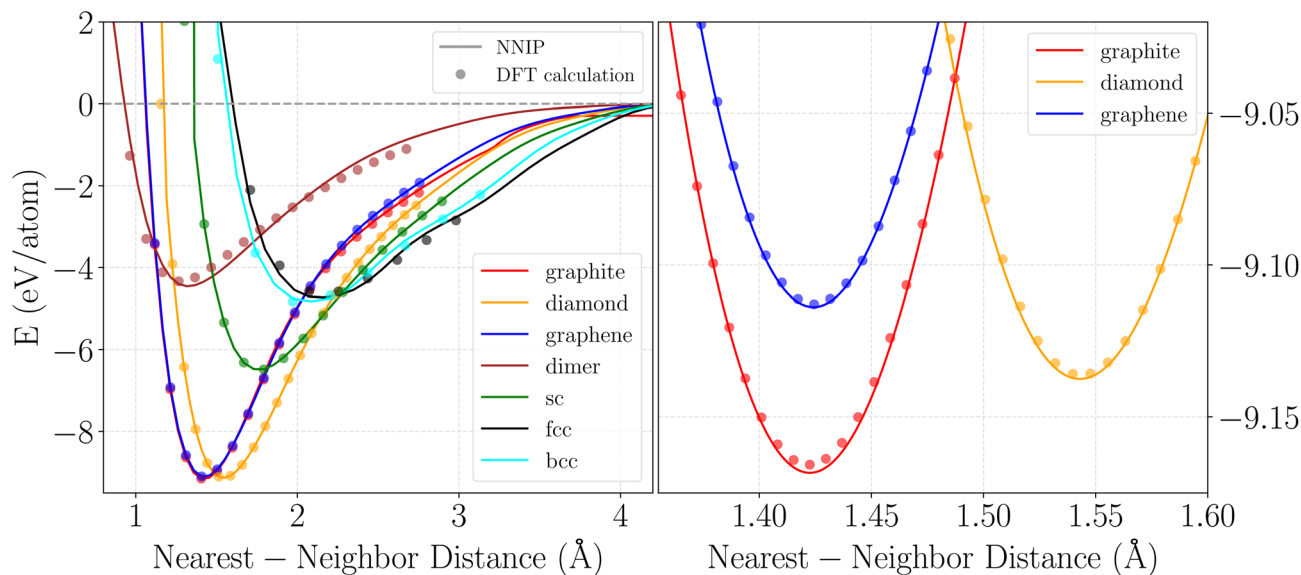 2
0
−2
−4
−6
−8
E (eV/atom)
NNIP
DFT calculation
graphite
diamond
graphene
dimer
sc
fcc
bcc
1
2
3
4
Nearest − Neighbor Distance (Å)
graphite
diamond
graphene
−9.05
−9.10
−9.15
1.40
1.45
1.50
1.55
1.60
Nearest − Neighbor Distance (Å)